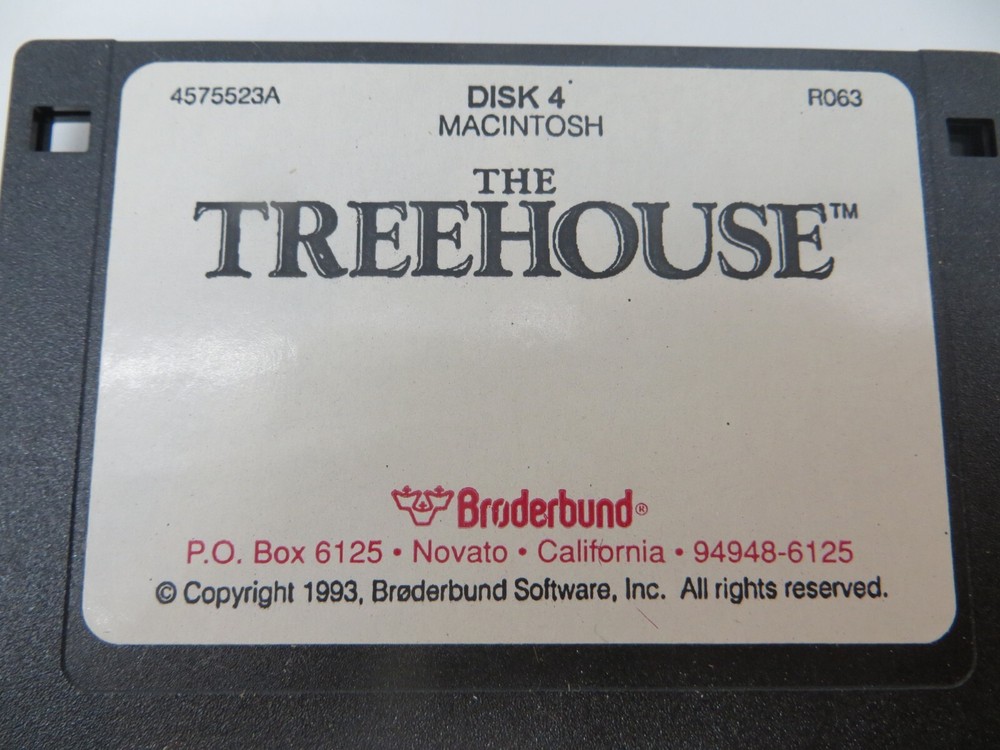 4575523A DISK 4 R063
MACINTOSH
THE
TREEHOUSE™
Brøderbund®
P.O. Box 6125 • Novato • California • 94948-6125
© Copyright 1993, Brøderbund Software, Inc. All rights reserved.